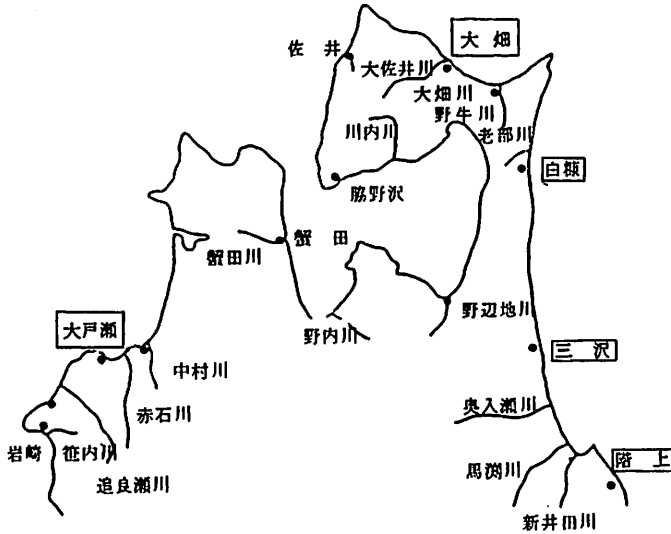 佐井
大畑
大佐井川
大畑川
野牛川
川内川
老部川
白糠
脇野沢
蟹田
蟹田川
野内川
野辺地川
大戸瀬
三沢
中村川
赤石川
奥入瀬川
岩崎
笹内川
追良瀬川
馬渕川
階上
新井田川